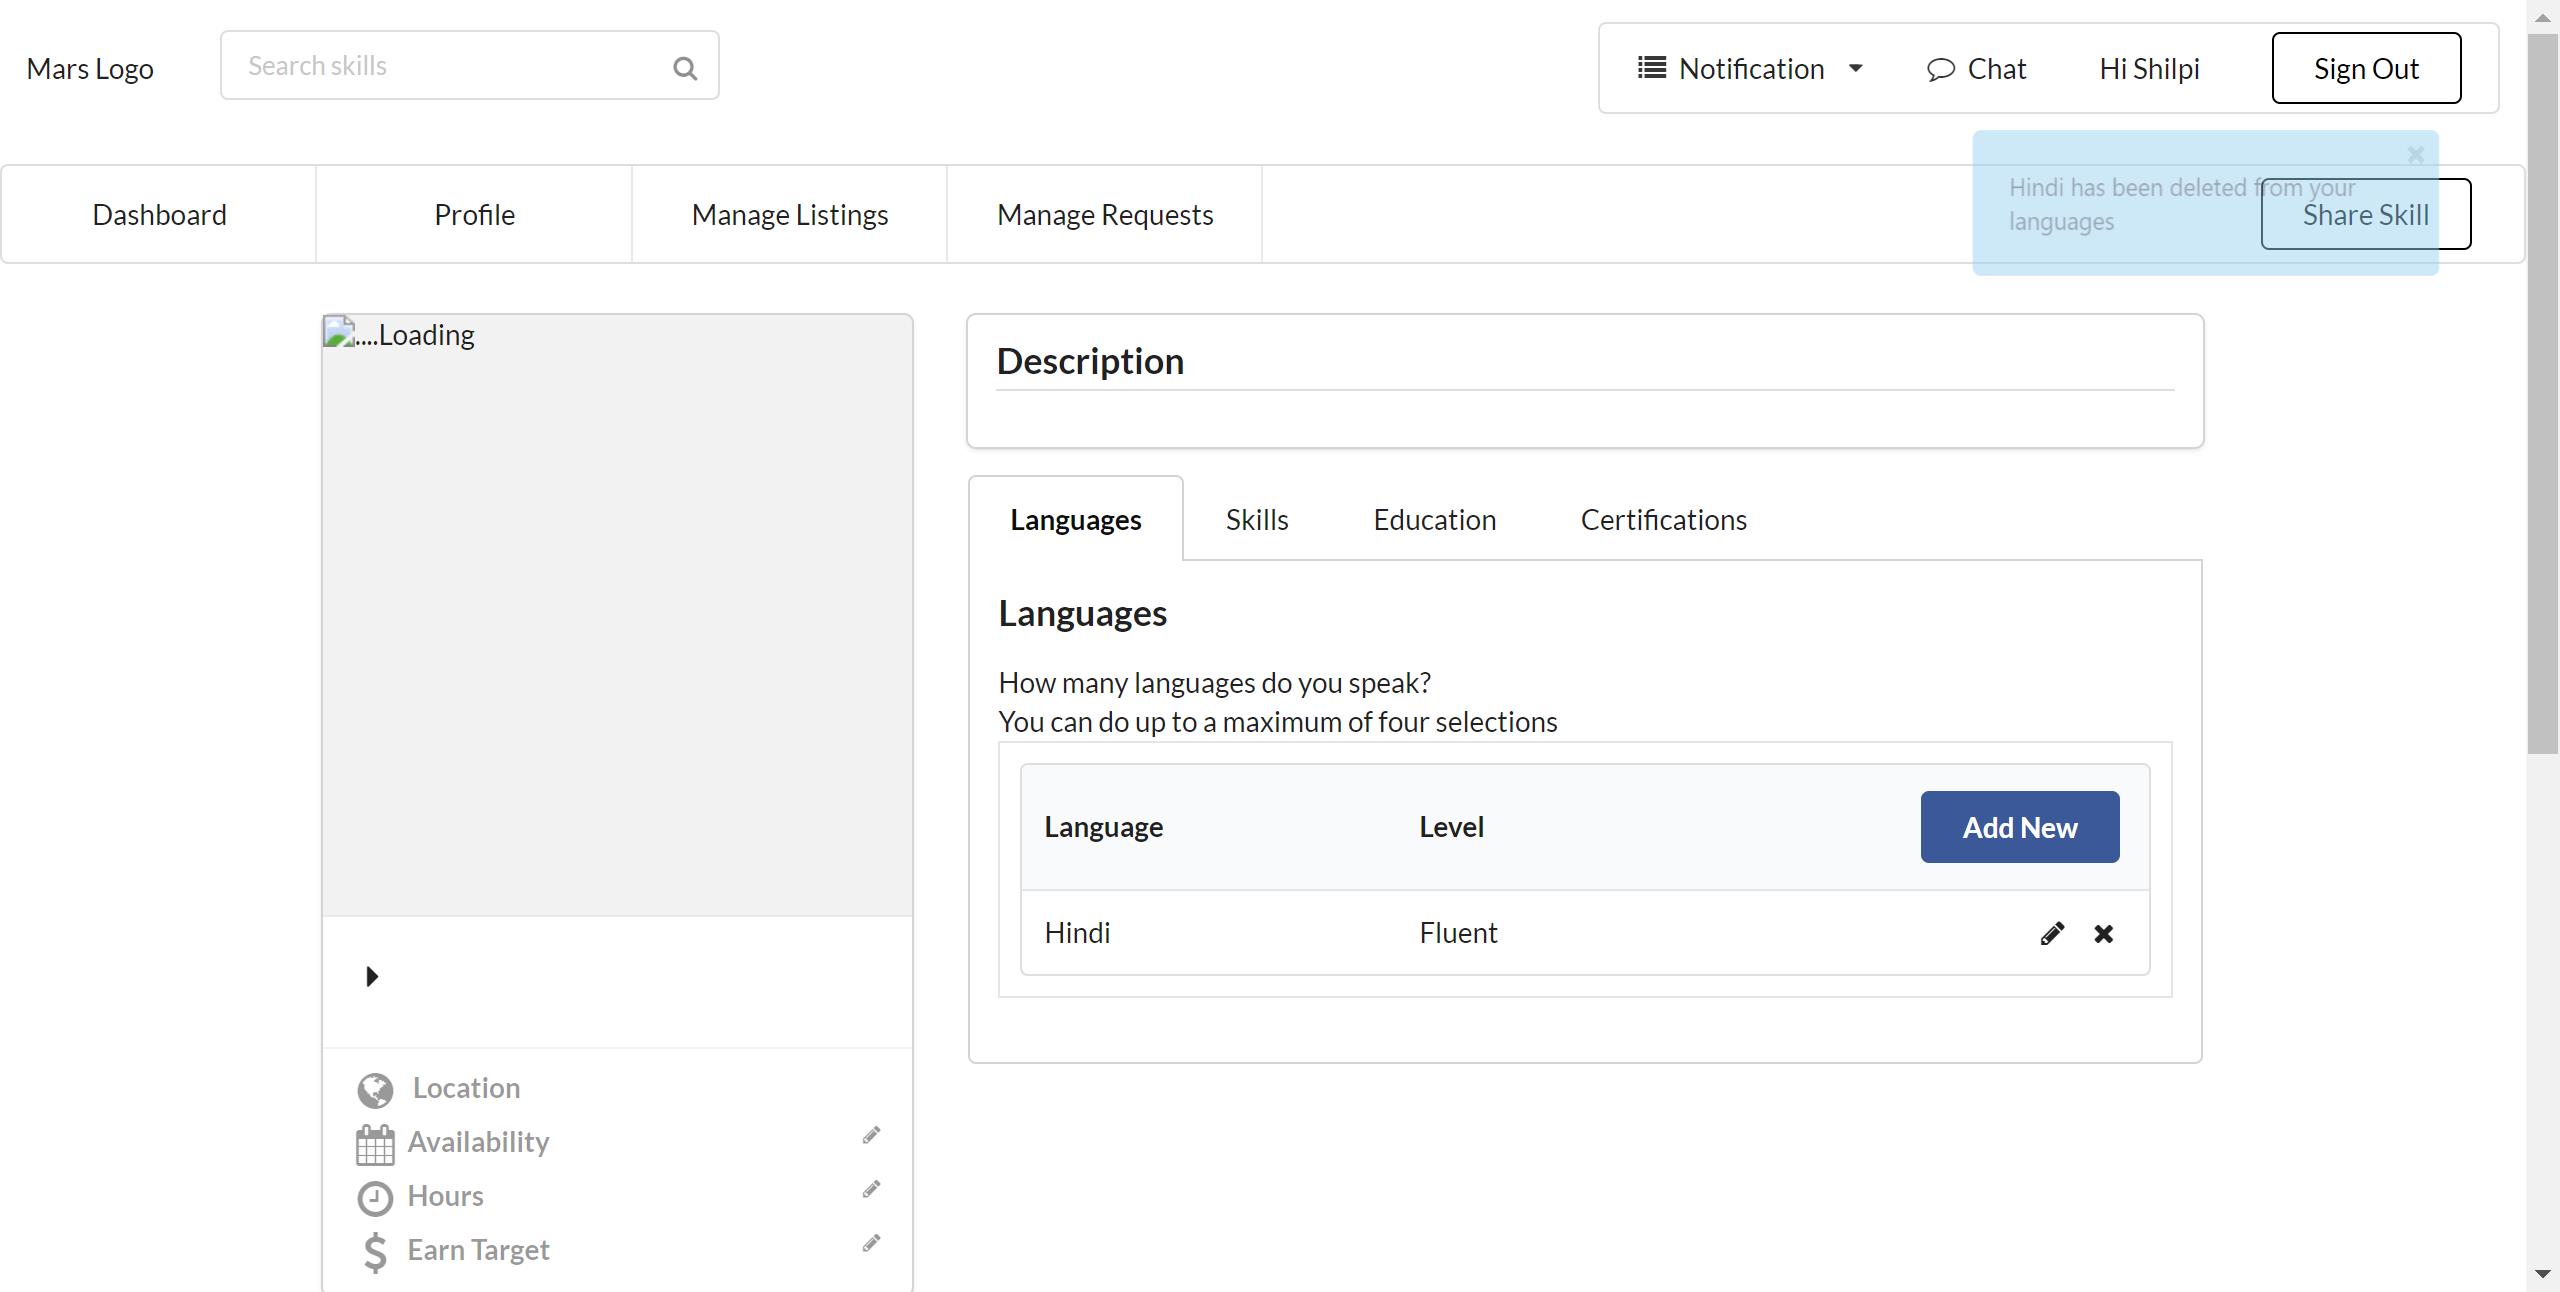 Mars Logo
Search skills
Notification
Chat
Hi Shilpi
Sign Out
Dashboard
Profile
Manage Listings
Manage Requests
Hindi has been deleted from your
languages
Share Skill
....Loading
Description
Languages
Skills
Education
Certifications
Languages
How many languages do you speak?
You can do up to a maximum of four selections
Language
Level
Add New
Hindi
Fluent
Location
Availability
Hours
Earn Target